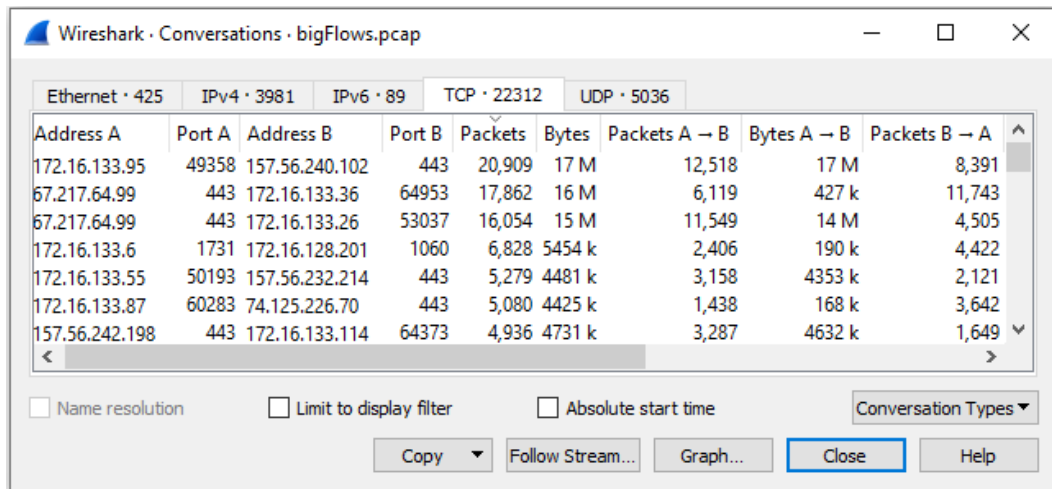 Wireshark · Conversations · bigFlows.pcap
Ethernet · 425 IPv4 · 3981 IPv6 · 89 TCP · 22312 UDP · 5036
Address A Port A Address B Port B Packets Bytes Packets A → B Bytes A → B Packets B → A
172.16.133.95 49358 157.56.240.102 443 20,909 17 M 12,518 17 M 8,391
67.217.64.99 443 172.16.133.36 64953 17,862 16 M 6,119 427 k 11,743
67.217.64.99 443 172.16.133.26 53037 16,054 15 M 11,549 14 M 4,505
172.16.133.6 1731 172.16.128.201 1060 6,828 5454 k 2,406 190 k 4,422
172.16.133.55 50193 157.56.232.214 443 5,279 4481 k 3,158 4353 k 2,121
172.16.133.87 60283 74.125.226.70 443 5,080 4425 k 1,438 168 k 3,642
157.56.242.198 443 172.16.133.114 64373 4,936 4731 k 3,287 4632 k 1,649
Name resolution Limit to display filter Absolute start time Conversation Types
Copy Follow Stream... Graph... Close Help